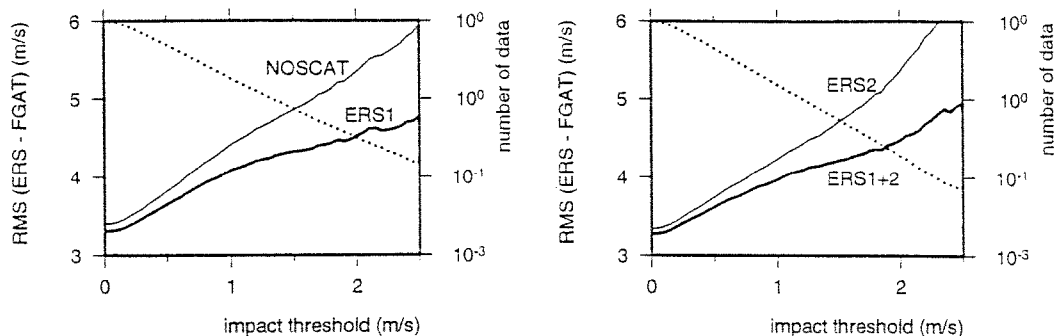 RMS (ERS - FGAT) (m/s)
6
5
4
3
NOSCAT
ERS1
10⁰
10⁰
10⁻¹
10⁻³
number of data
0
1
2
impact threshold (m/s)
RMS (ERS - FGAT) (m/s)
6
5
4
3
ERS2
ERS1+2
10⁰
10⁰
10⁻¹
10⁻³
number of data
0
1
2
impact threshold (m/s)